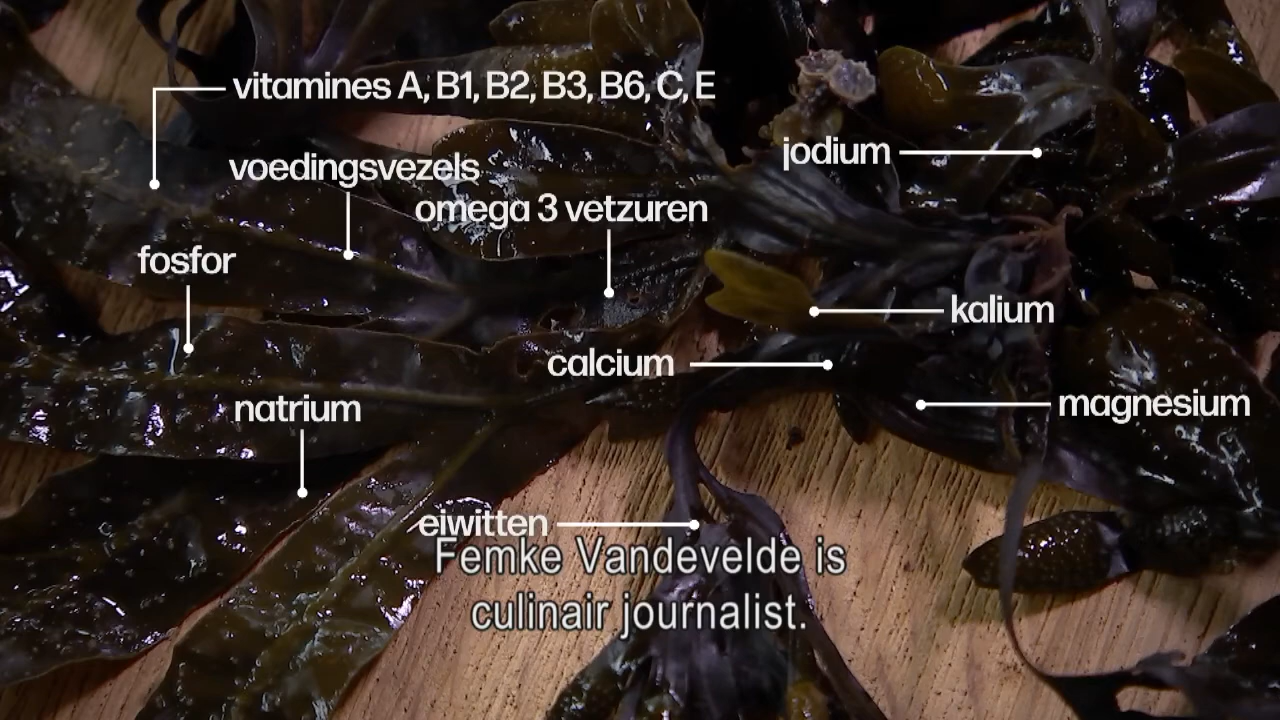 vitamines A, B1, B2, B3, B6, C, E
jodium
voedingsvezels
omega 3 vetzuren
fosfor
kalium
calcium
magnesium
natrium
eiwitten
Femke Vandevelde is
culinair journalist.